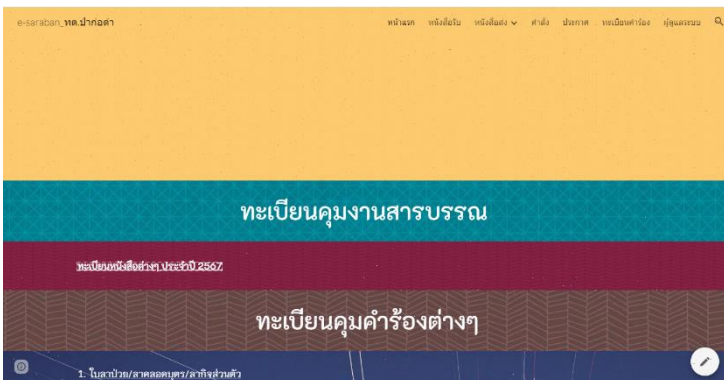 e-saraban_ทต.ป่าก่อดำ
หน้าแรก หนังสือรับ หนังสือส่ง คำสั่ง ประกาศ ทะเบียนคำร้อง ผู้ดูแลระบบ
ทะเบียนคุมงานสารบรรณ
ทะเบียนหนังสือต่างๆ ประจำปี 2567
ทะเบียนคุมคำร้องต่างๆ
1. ใบลาป่วย/ลาคลอดบุตร/ลากิจส่วนตัว